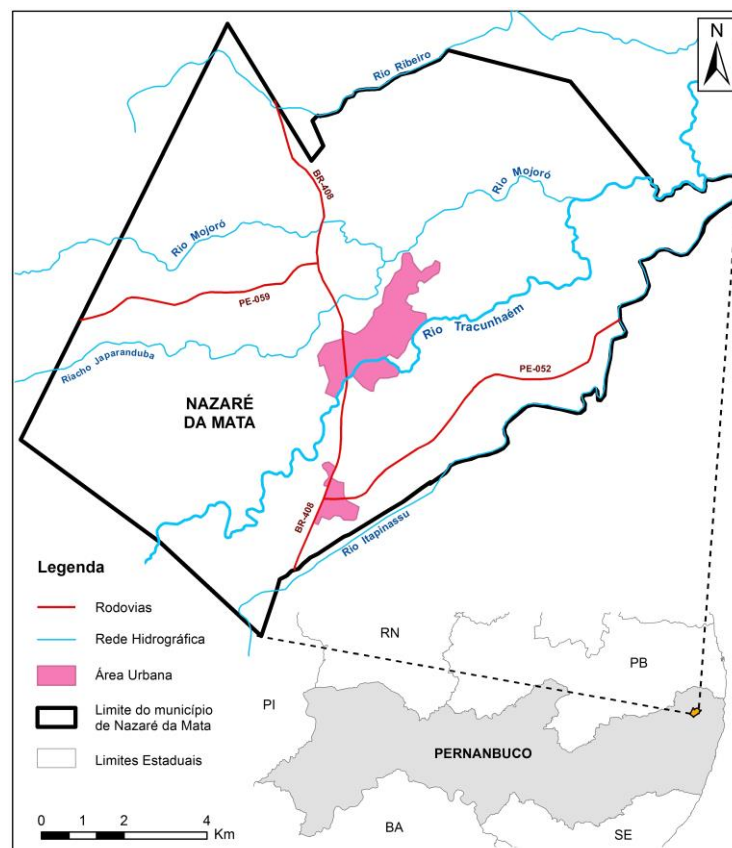 N
Rio Ribeiro
BR-408
Rio Mojoró
Rio Mojoró
PE-059
Rio Tracunhaém
Riacho Japaranduba
PE-052
NAZARÉ
DA MATA
BR-408
Rio Itapinassu
Legenda
Rodovias
Rede Hidrográfica
Área Urbana
Limite do município
de Nazaré da Mata
Limites Estaduais
0 1 2 4
Km
RN
PB
PI
PERNANBUCO
BA
SE